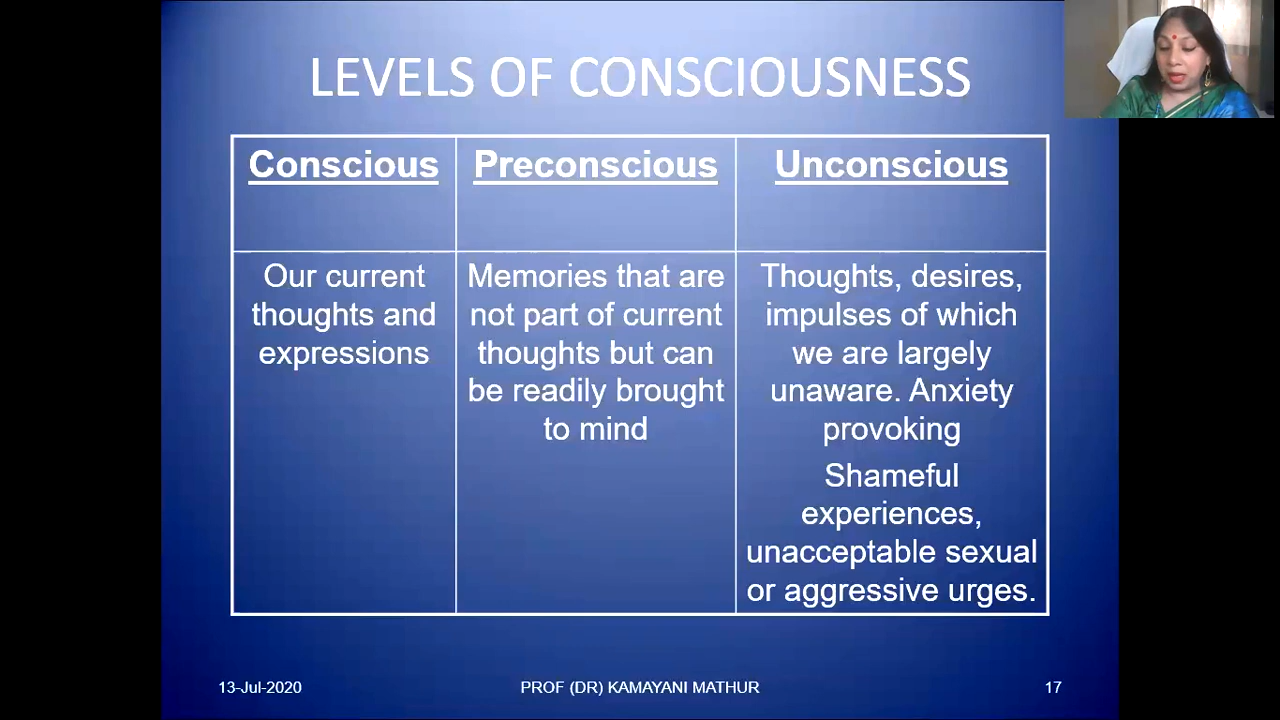 LEVELS OF CONSCIOUSNESS
Conscious
Preconscious
Unconscious
Our current
thoughts and
expressions
Memories that are
not part of current
thoughts but can
be readily brought
to mind
Thoughts, desires,
impulses of which
we are largely
unaware. Anxiety
provoking
Shameful
experiences,
unacceptable sexual
or aggressive urges.
13-Jul-2020
PROF (DR) KAMAYANI MATHUR
17